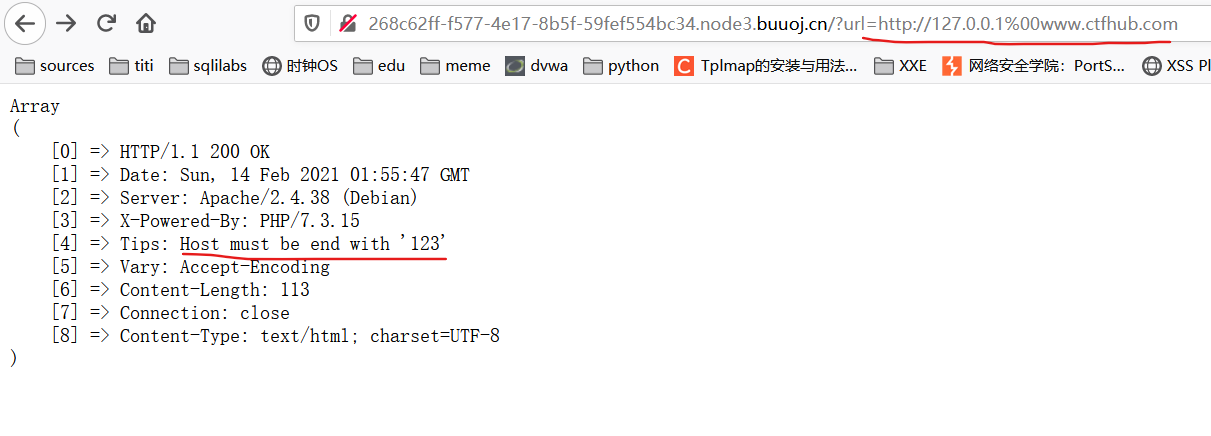 268c62ff-f577-4e17-8b5f-59fef554bc34.node3.buuoj.cn/?url=http://127.0.0.1%00www.ctfhub.com
sources titi sqlilabs 时钟OS edu meme dvwa python Tplmap的安装与用法... XXE 网络安全学院：PortS... XSS Pl
Array
(
[0] => HTTP/1.1 200 OK
[1] => Date: Sun, 14 Feb 2021 01:55:47 GMT
[2] => Server: Apache/2.4.38 (Debian)
[3] => X-Powered-By: PHP/7.3.15
[4] => Tips: Host must be end with '123'
[5] => Vary: Accept-Encoding
[6] => Content-Length: 113
[7] => Connection: close
[8] => Content-Type: text/html; charset=UTF-8
)